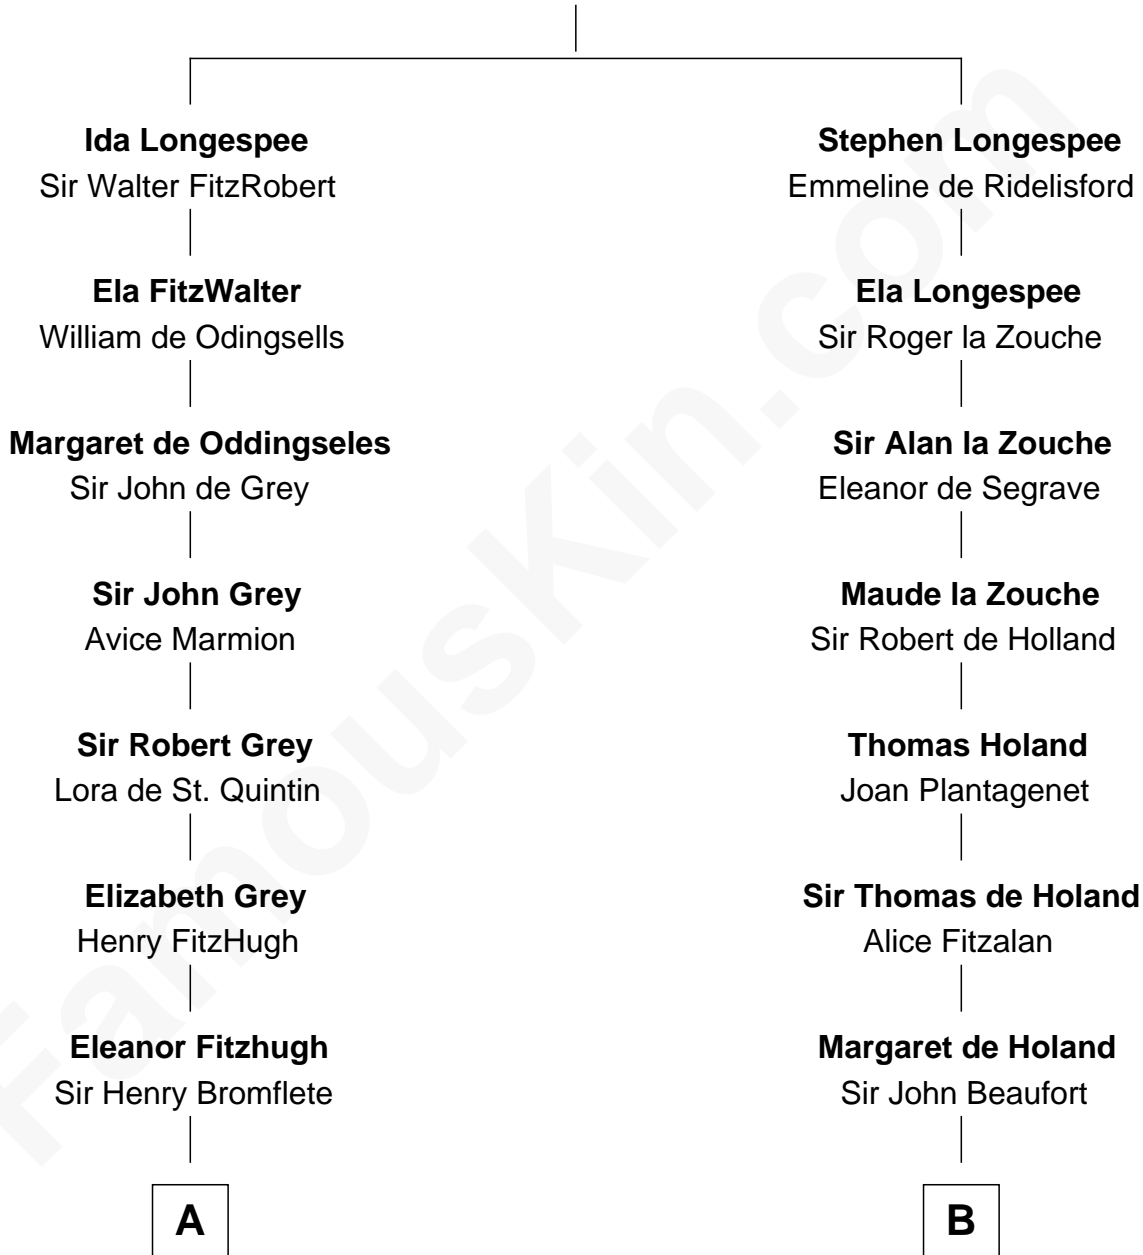 Ida Longespee
Sir Walter FitzRobert
Stephen Longespee
Emmeline de Ridelisford
Ela FitzWalter
William de Odingsells
Ela Longespee
Sir Roger la Zouche
Margaret de Oddingseles
Sir John de Grey
Sir Alan la Zouche
Eleanor de Segrave
Sir John Grey
Avice Marmion
Maude la Zouche
Sir Robert de Holland
Sir Robert Grey
Lora de St. Quintin
Thomas Holand
Joan Plantagenet
Elizabeth Grey
Henry FitzHugh
Sir Thomas de Holand
Alice Fitzalan
Eleanor Fitzhugh
Sir Henry Bromflete
Margaret de Holand
Sir John Beaufort
A
B
FamousKin.com